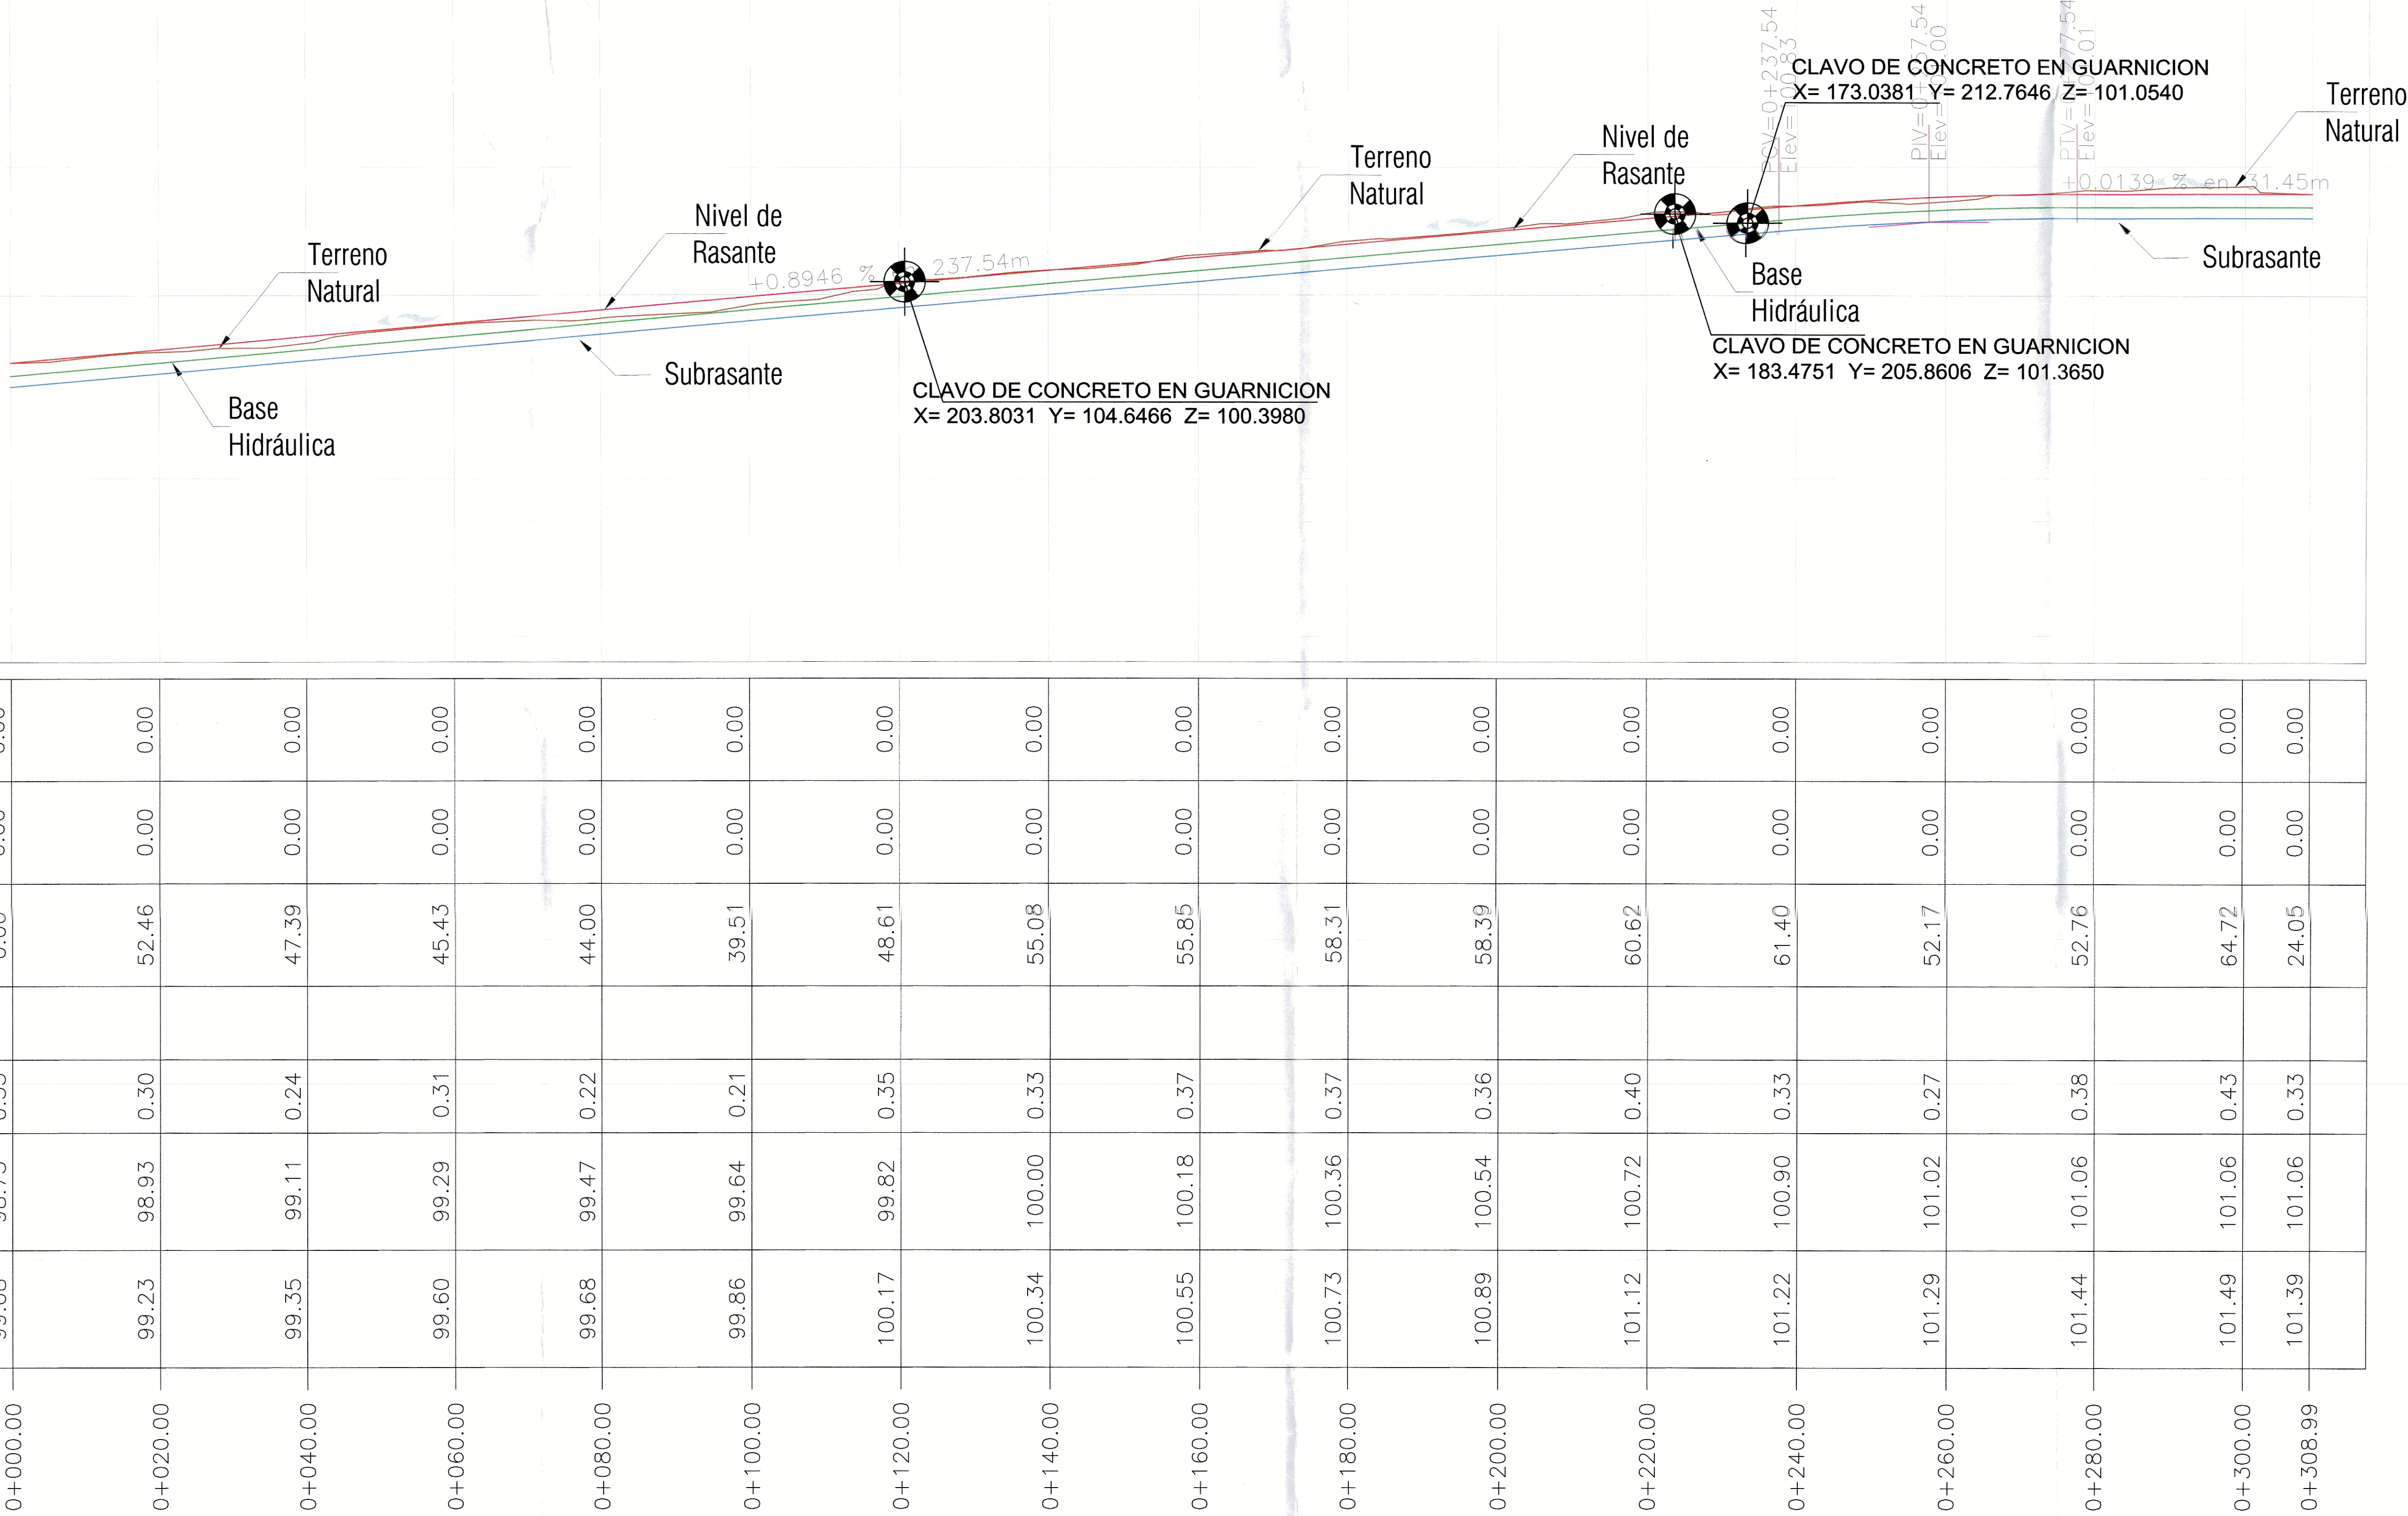 CLAVO DE CONCRETO EN GUARNICION
X= 173.0381 Y= 212.7646 Z= 101.0540
Terreno
Natural
Nivel de
Rasante
Terreno
Natural
+0.0139 % en 31.45m
Nivel de
Rasante
Terreno
Natural
+0.8946 % 237.54m
Base
Hidráulica
Subrasante
CLAVO DE CONCRETO EN GUARNICION
X= 183.4751 Y= 205.8606 Z= 101.3650
Subrasante
CLAVO DE CONCRETO EN GUARNICION
X= 203.8031 Y= 104.6466 Z= 100.3980
Base
Hidráulica
0.00 0.00 0.00 0.00 0.00 0.00 0.00 0.00 0.00 0.00 0.00 0.00 0.00 0.00 0.00 0.00
0.00 0.00 0.00 0.00 0.00 0.00 0.00 0.00 0.00 0.00 0.00 0.00 0.00 0.00 0.00 0.00
52.46 47.39 45.43 44.00 39.51 48.61 55.08 55.85 58.31 58.39 60.62 61.40 52.17 52.76 64.72 24.05
0.30 0.24 0.31 0.22 0.21 0.35 0.33 0.37 0.37 0.36 0.40 0.33 0.27 0.38 0.43 0.33
98.93 99.11 99.29 99.47 99.64 99.82 100.00 100.18 100.36 100.54 100.72 100.90 101.02 101.06 101.06 101.06
99.23 99.35 99.60 99.68 99.86 100.17 100.34 100.55 100.73 100.89 101.12 101.22 101.29 101.44 101.49 101.39
0+000.00 0+020.00 0+040.00 0+060.00 0+080.00 0+100.00 0+120.00 0+140.00 0+160.00 0+180.00 0+200.00 0+220.00 0+240.00 0+260.00 0+280.00 0+300.00 0+308.99